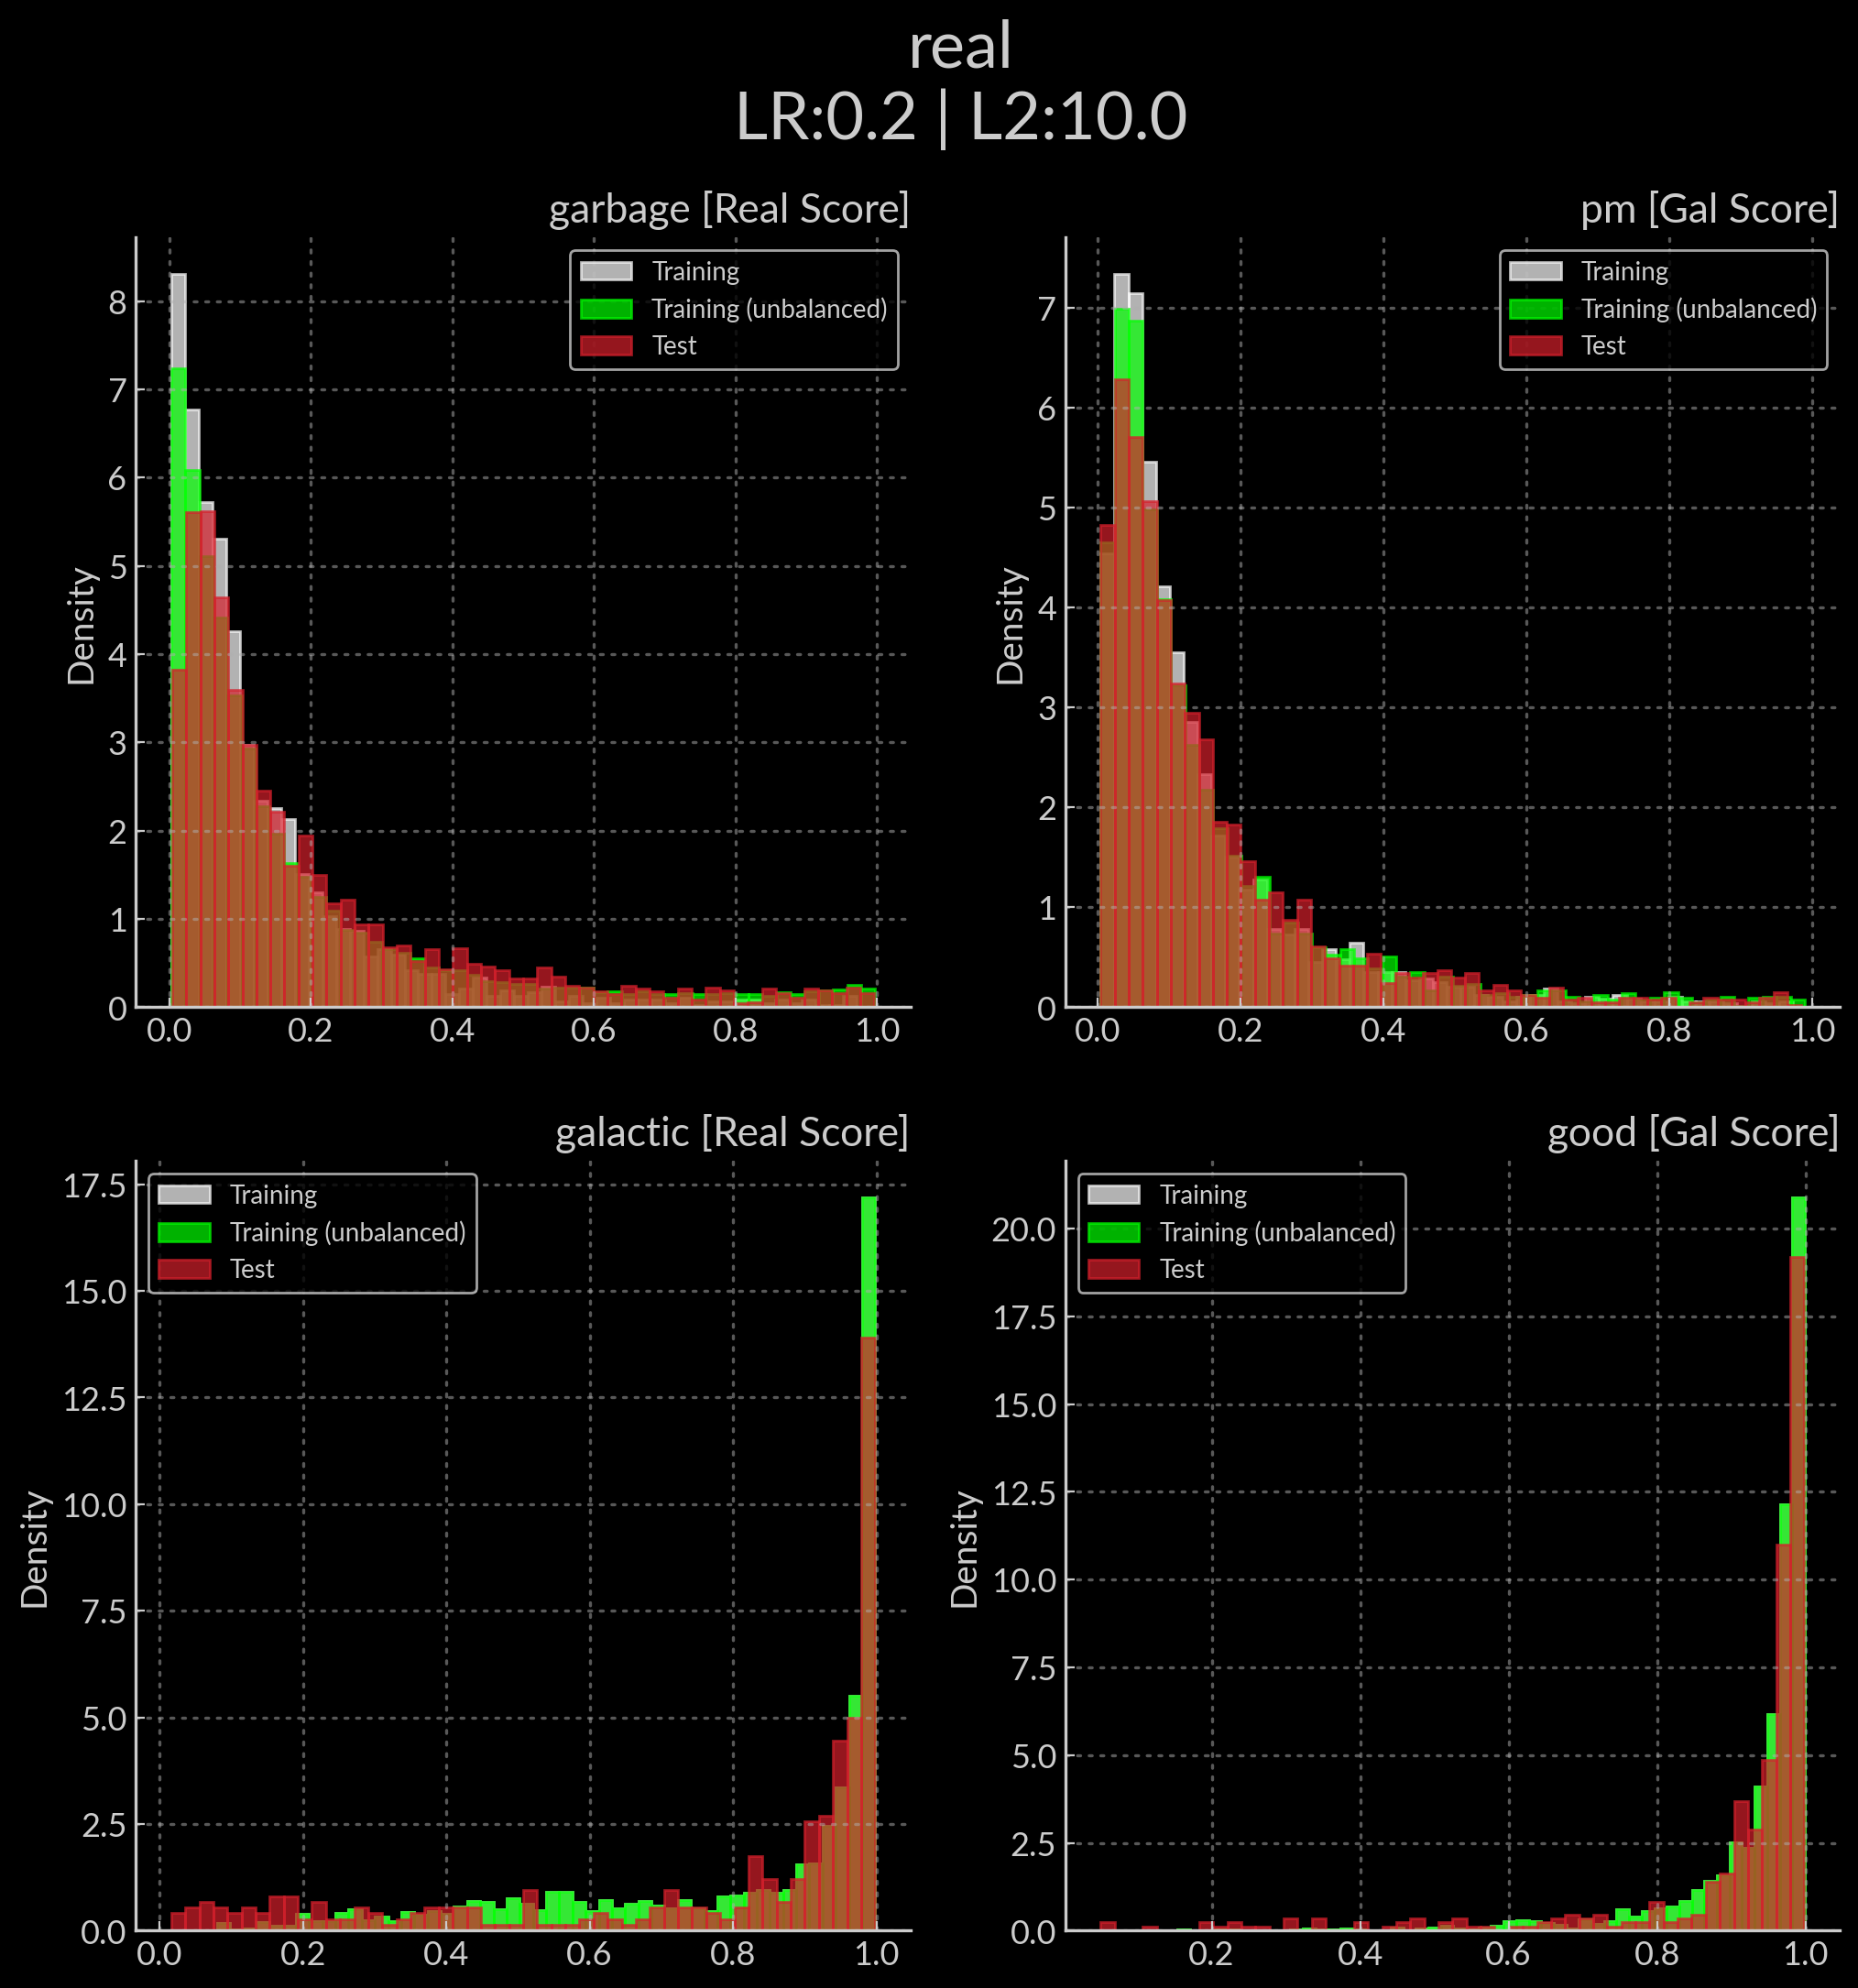 real
LR:0.2 | L2:10.0
garbage [Real Score]
Training
Training (unbalanced)
Test
Density
8
7
6
5
4
3
2
1
0
0.0 0.2 0.4 0.6 0.8 1.0
pm [Gal Score]
Training
Training (unbalanced)
Test
Density
7
6
5
4
3
2
1
0
0.0 0.2 0.4 0.6 0.8 1.0
galactic [Real Score]
Training
Training (unbalanced)
Test
Density
17.5
15.0
12.5
10.0
7.5
5.0
2.5
0.0
0.0 0.2 0.4 0.6 0.8 1.0
good [Gal Score]
Training
Training (unbalanced)
Test
Density
20.0
17.5
15.0
12.5
10.0
7.5
5.0
2.5
0.0
0.2 0.4 0.6 0.8 1.0